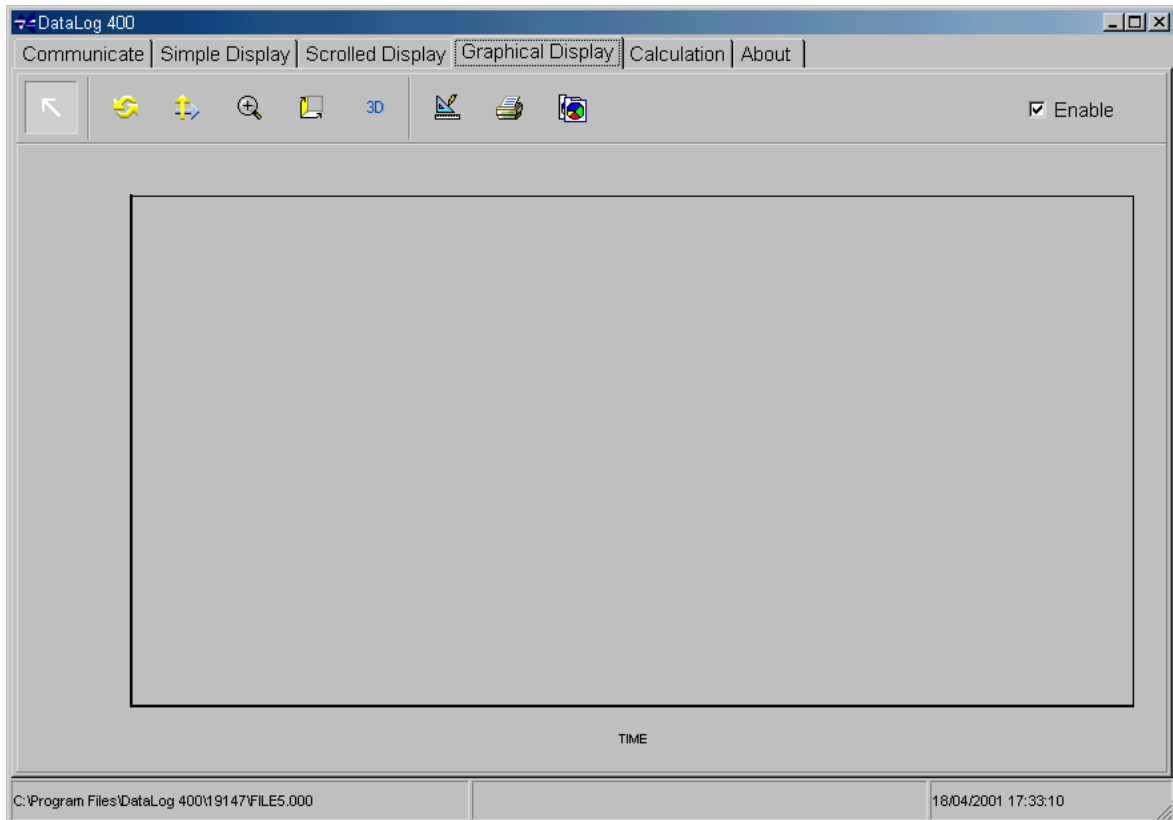 DataLog 400
Communicate Simple Display Scrolled Display Graphical Display Calculation About
3D Enable
TIME
C:\Program Files\DataLog 400\19147\FILE5.000 18/04/2001 17:33:10